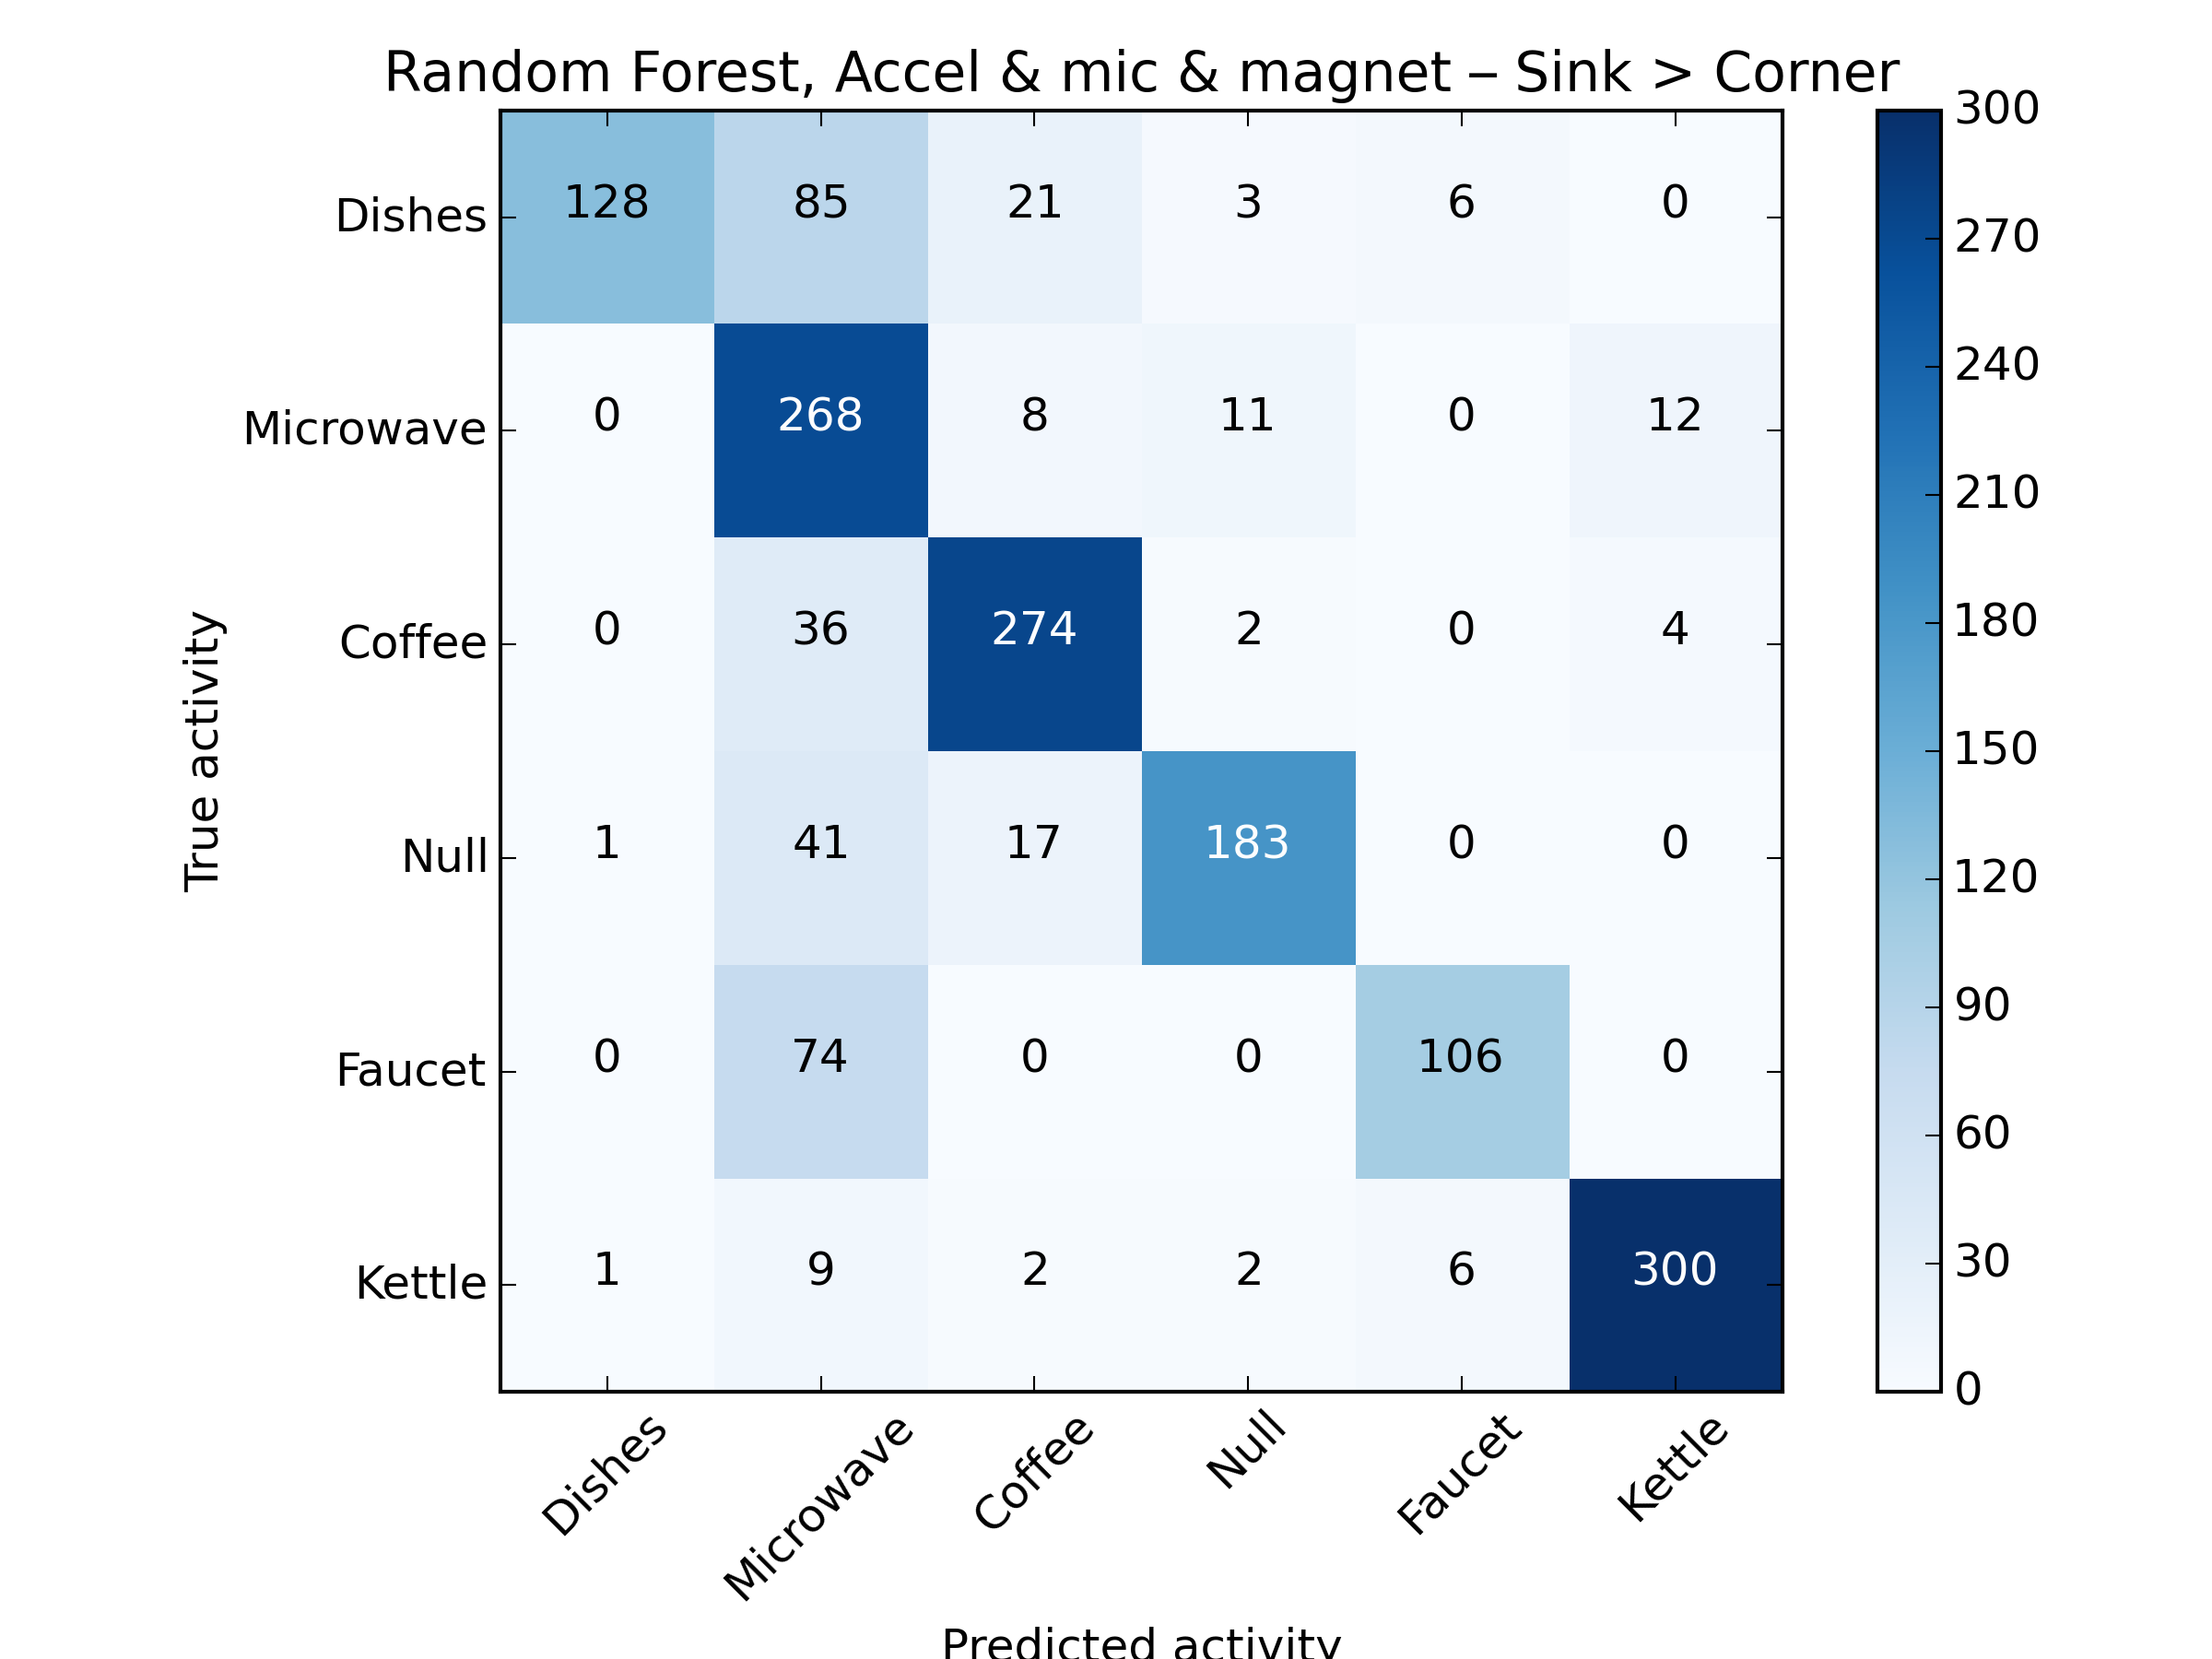 Random Forest, Accel & mic & magnet – Sink > Corner
Dishes 128 85 21 3 6 0
Microwave 0 268 8 11 0 12
Coffee 0 36 274 2 0 4
Null 1 41 17 183 0 0
Faucet 0 74 0 0 106 0
Kettle 1 9 2 2 6 300
True activity
Dishes Microwave Coffee Null Faucet Kettle
Predicted activity
300
270
240
210
180
150
120
90
60
30
0